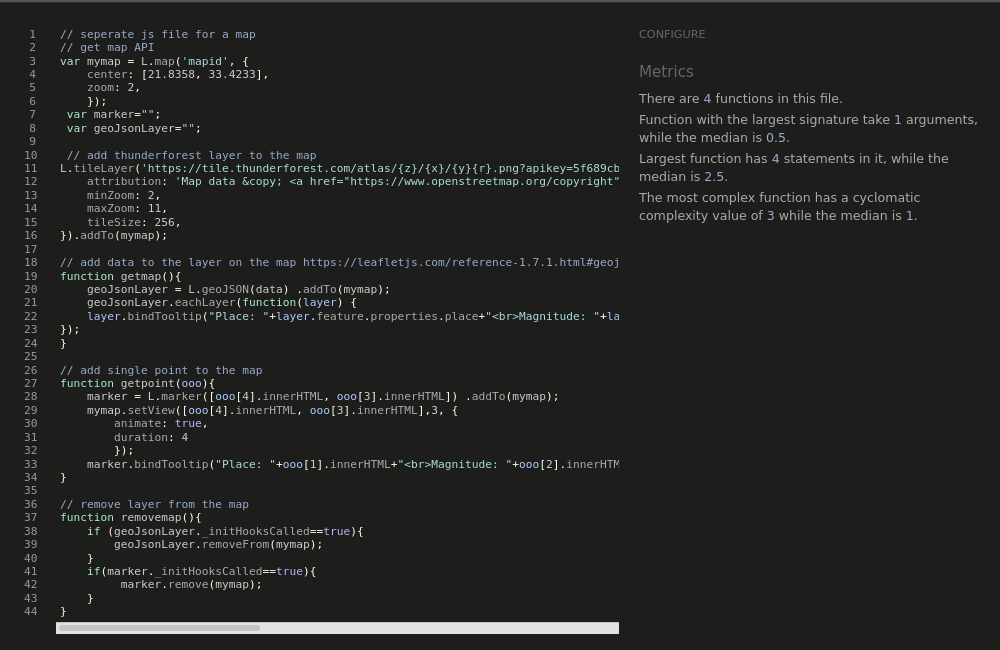 1 // seperate js file for a map
2 // get map API
3 var mymap = L.map('mapid', {
4     center: [21.8358, 33.4233],
5     zoom: 2,
6     });
7  var marker="";
8  var geoJsonLayer="";
9
10  // add thunderforest layer to the map
11 L.tileLayer('https://tile.thunderforest.com/atlas/{z}/{x}/{y}{r}.png?apikey=5f689cb
12     attribution: 'Map data &copy; <a href="https://www.openstreetmap.org/copyright"
13     minZoom: 2,
14     maxZoom: 11,
15     tileSize: 256,
16 }).addTo(mymap);
17
18 // add data to the layer on the map https://leafletjs.com/reference-1.7.1.html#geoj
19 function getmap(){
20     geoJsonLayer = L.geoJSON(data) .addTo(mymap);
21     geoJsonLayer.eachLayer(function(layer) {
22     layer.bindTooltip("Place: "+layer.feature.properties.place+"<br>Magnitude: "+la
23 });
24 }
25
26 // add single point to the map
27 function getpoint(ooo){
28     marker = L.marker([ooo[4].innerHTML, ooo[3].innerHTML]) .addTo(mymap);
29     mymap.setView([ooo[4].innerHTML, ooo[3].innerHTML],3, {
30         animate: true,
31         duration: 4
32         });
33     marker.bindTooltip("Place: "+ooo[1].innerHTML+"<br>Magnitude: "+ooo[2].innerHTM
34 }
35
36 // remove layer from the map
37 function removemap(){
38     if (geoJsonLayer._initHooksCalled==true){
39         geoJsonLayer.removeFrom(mymap);
40     }
41     if(marker._initHooksCalled==true){
42          marker.remove(mymap);
43     }
44 }
CONFIGURE
Metrics
There are 4 functions in this file.
Function with the largest signature take 1 arguments,
while the median is 0.5.
Largest function has 4 statements in it, while the
median is 2.5.
The most complex function has a cyclomatic
complexity value of 3 while the median is 1.